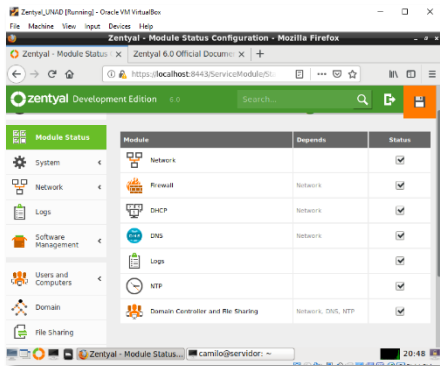 Zentyal_UNAD [Running] - Oracle VM VirtualBox
File Machine View Input Devices Help
Zentyal - Module Status Configuration - Mozilla Firefox
Zentyal - Module Status
Zentyal 6.0 Official Documen
https://localhost:8443/ServiceModule/St
zentyal Development Edition 6.0
Search...
Module Status
System
Network
Logs
Software Management
Users and Computers
Domain
File Sharing
Module Depends Status
Network
Firewall Network
DHCP Network
DNS Network
Logs
NTP
Domain Controller and File Sharing Network, DNS, NTP
Zentyal - Module Status...
camilo@servidor: ~
20:48